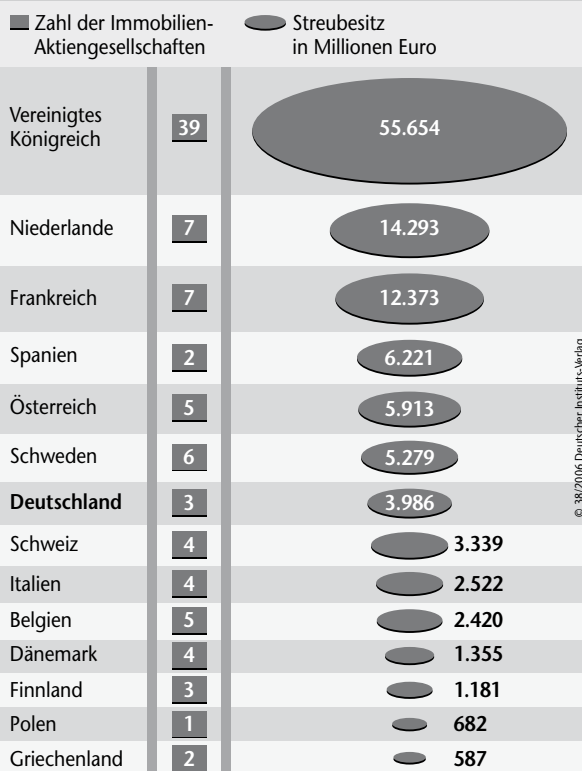 Zahl der Immobilien-
Aktiengesellschaften
Streubesitz
in Millionen Euro
Vereinigtes
Königreich
39
55.654
Niederlande
7
14.293
Frankreich
7
12.373
Spanien
2
6.221
Österreich
5
5.913
Schweden
6
5.279
Deutschland
3
3.986
Schweiz
4
3.339
Italien
4
2.522
Belgien
5
2.420
Dänemark
4
1.355
Finnland
3
1.181
Polen
1
682
Griechenland
2
587
© 38/2006 Deutscher Instituts-Verlag